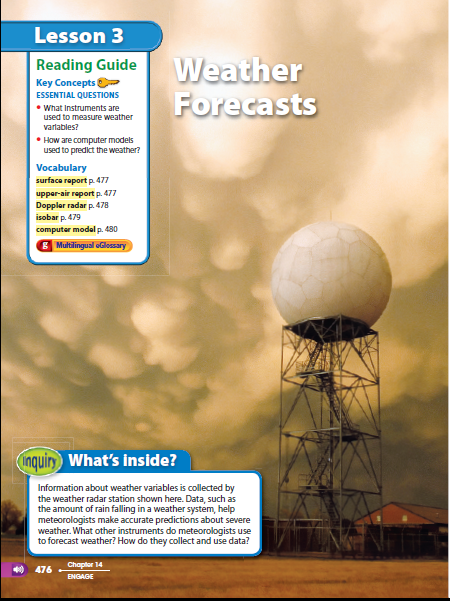 Lesson 3
Reading Guide
Key Concepts
ESSENTIAL QUESTIONS
• What instruments are
used to measure weather
variables?
• How are computer models
used to predict the weather?
Vocabulary
surface report p. 477
upper-air report p. 477
Doppler radar p. 478
isobar p. 479
computer model p. 480
g Multilingual eGlossary
Weather
Forecasts
Inquiry What's inside?
Information about weather variables is collected by
the weather radar station shown here. Data, such as
the amount of rain falling in a weather system, help
meteorologists make accurate predictions about severe
weather. What other instruments do meteorologists use
to forecast weather? How do they collect and use data?
476 Chapter 14
ENGAGE